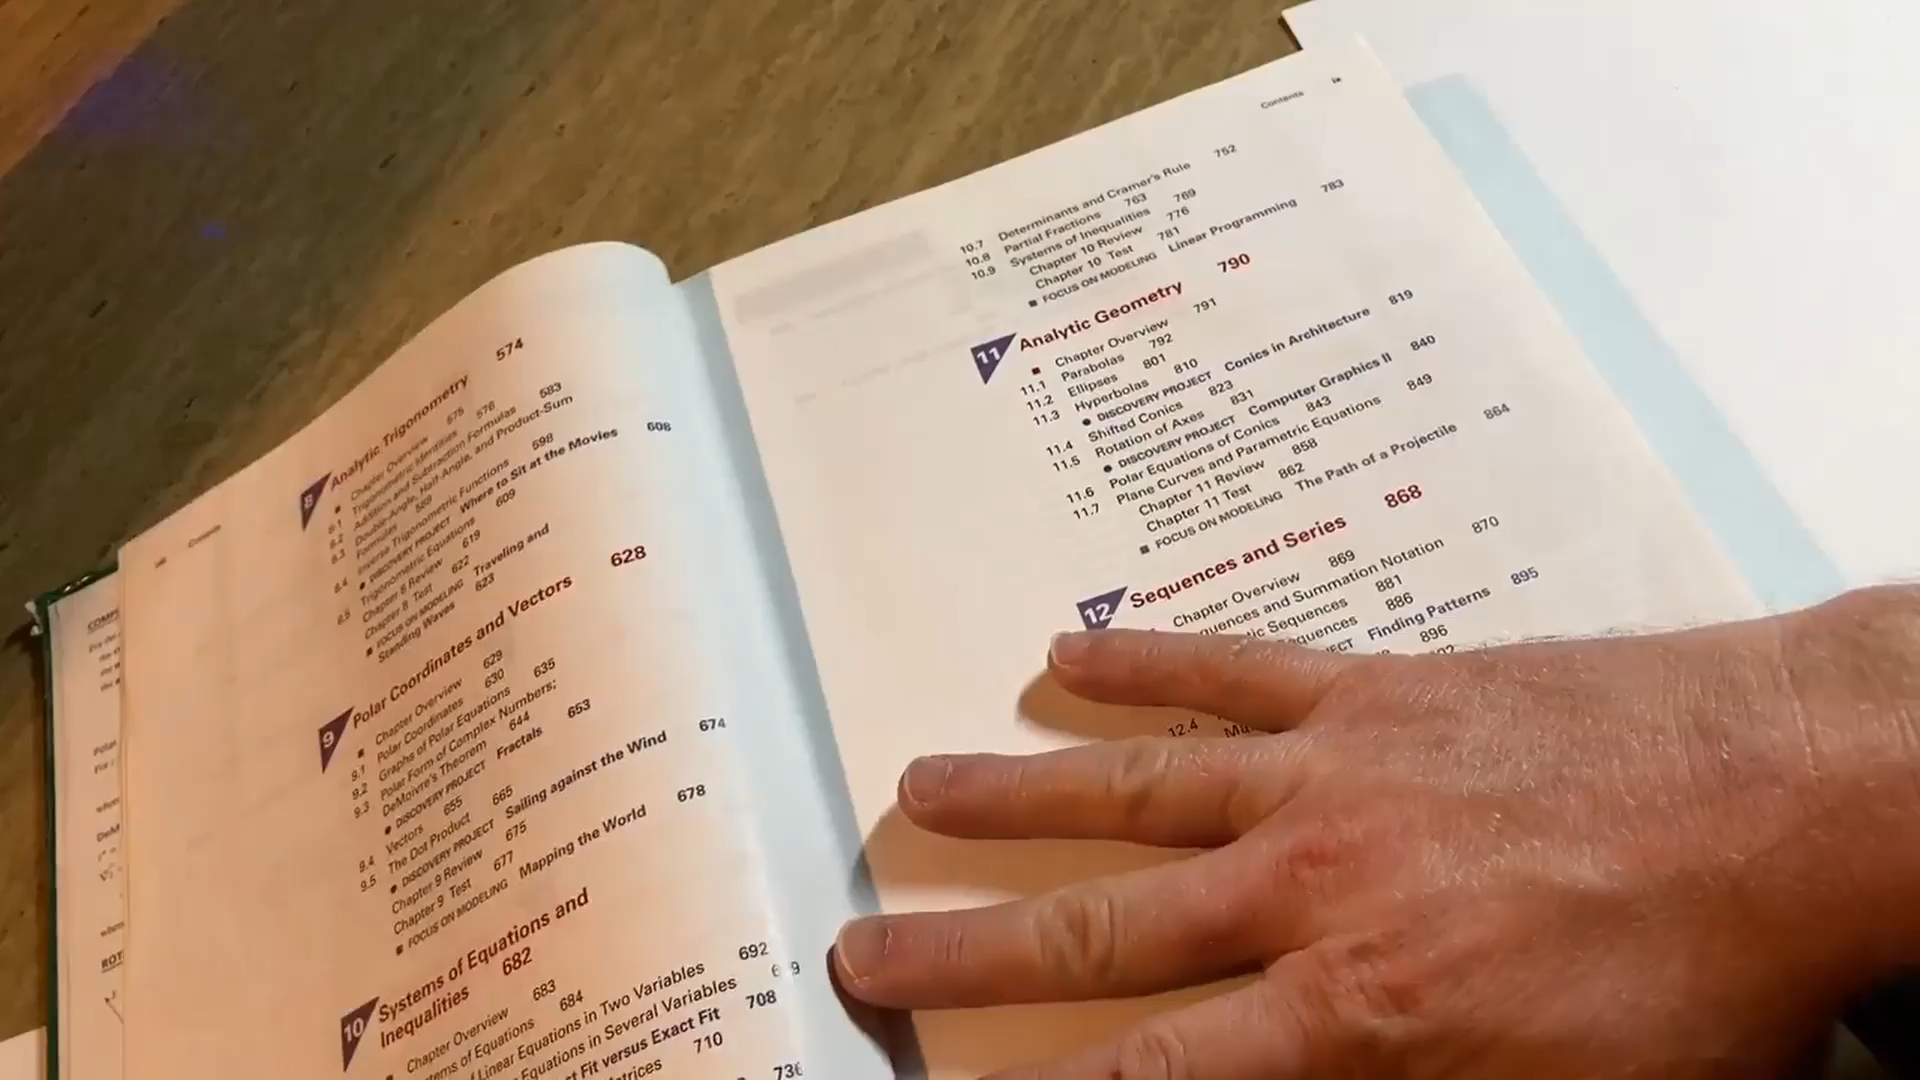 Contents
8 Analytic Trigonometry 574
Chapter Overview 575
8.1 Trigonometric Identities 576
8.2 Addition and Subtraction Formulas 583
8.3 Double-Angle, Half-Angle, and Product-Sum
Formulas 589
8.4 Inverse Trigonometric Functions 598
DISCOVERY PROJECT Where to Sit at the Movies 608
8.5 Trigonometric Equations 609
Chapter 8 Review 619
Chapter 8 Test 622
FOCUS ON MODELING Traveling and
Standing Waves 623
9 Polar Coordinates and Vectors 628
Chapter Overview 629
9.1 Polar Coordinates 630
9.2 Graphs of Polar Equations 635
9.3 Polar Form of Complex Numbers;
DeMoivre's Theorem 644
DISCOVERY PROJECT Fractals 653
9.4 Vectors 655
9.5 The Dot Product 665
DISCOVERY PROJECT Sailing against the Wind 674
Chapter 9 Review 675
Chapter 9 Test 677
FOCUS ON MODELING Mapping the World 678
10 Systems of Equations and
Inequalities 682
Chapter Overview 683
tems of Equations 684
Linear Equations in Two Variables 692
Equations in Several Variables
Fit versus Exact Fit 708
trices 710
736
Contents ix
10.7 Determinants and Cramer's Rule 752
10.8 Partial Fractions 763
10.9 Systems of Inequalities 769
Chapter 10 Review 776
Chapter 10 Test 781
FOCUS ON MODELING Linear Programming 783
11 Analytic Geometry 790
Chapter Overview 791
11.1 Parabolas 792
11.2 Ellipses 801
11.3 Hyperbolas 810
DISCOVERY PROJECT Conics in Architecture 819
11.4 Shifted Conics 823
11.5 Rotation of Axes 831
DISCOVERY PROJECT Computer Graphics II 840
11.6 Polar Equations of Conics 843
11.7 Plane Curves and Parametric Equations 849
Chapter 11 Review 858
Chapter 11 Test 862
FOCUS ON MODELING The Path of a Projectile 864
12 Sequences and Series 868
Chapter Overview 869
quences and Summation Notation 870
tic Sequences 881
equences 886
ECT Finding Patterns 895
896
12.4